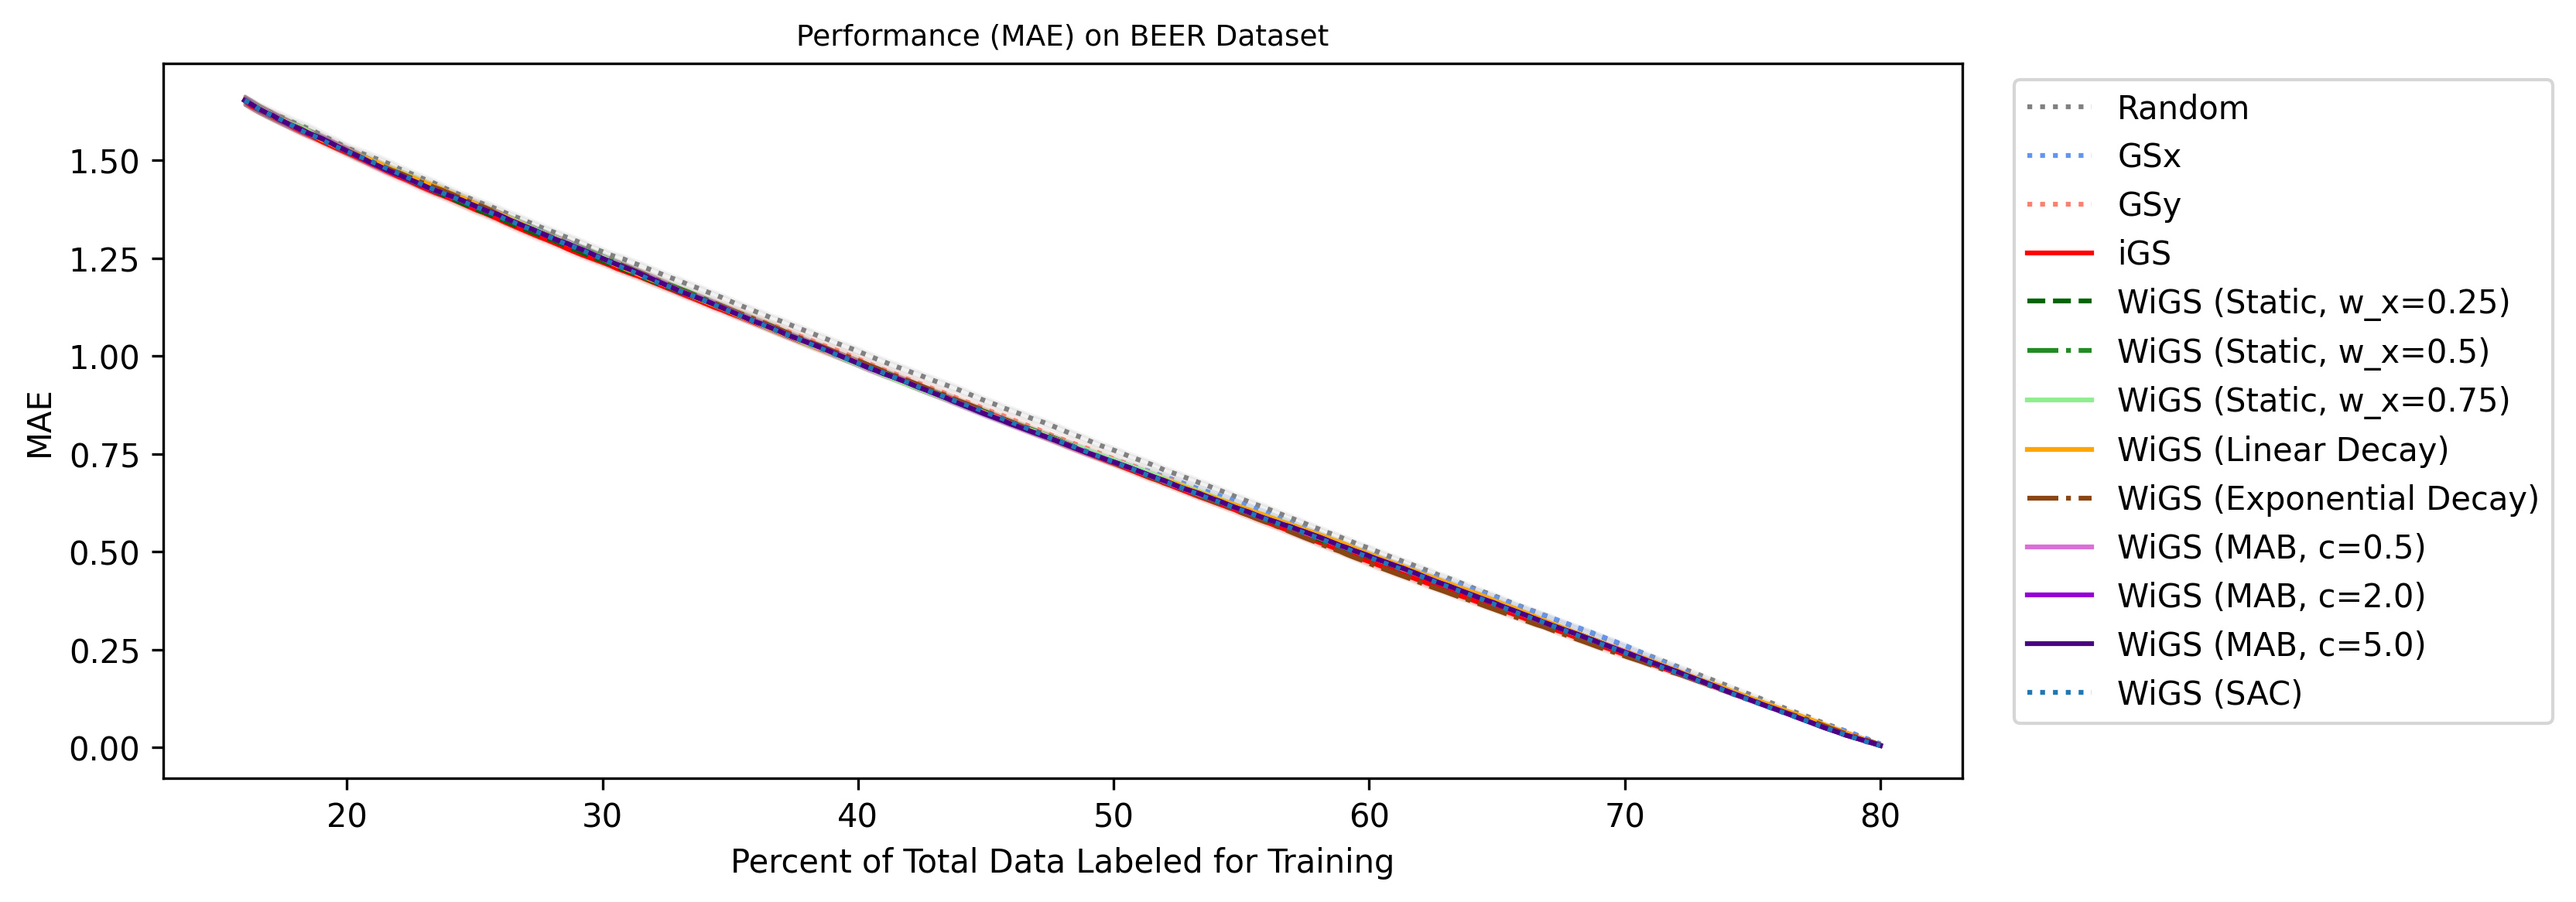 Performance (MAE) on BEER Dataset
MAE
1.50
1.25
1.00
0.75
0.50
0.25
0.00
20
30
40
50
60
70
80
Percent of Total Data Labeled for Training
Random
GSx
GSy
iGS
WiGS (Static, w_x=0.25)
WiGS (Static, w_x=0.5)
WiGS (Static, w_x=0.75)
WiGS (Linear Decay)
WiGS (Exponential Decay)
WiGS (MAB, c=0.5)
WiGS (MAB, c=2.0)
WiGS (MAB, c=5.0)
WiGS (SAC)